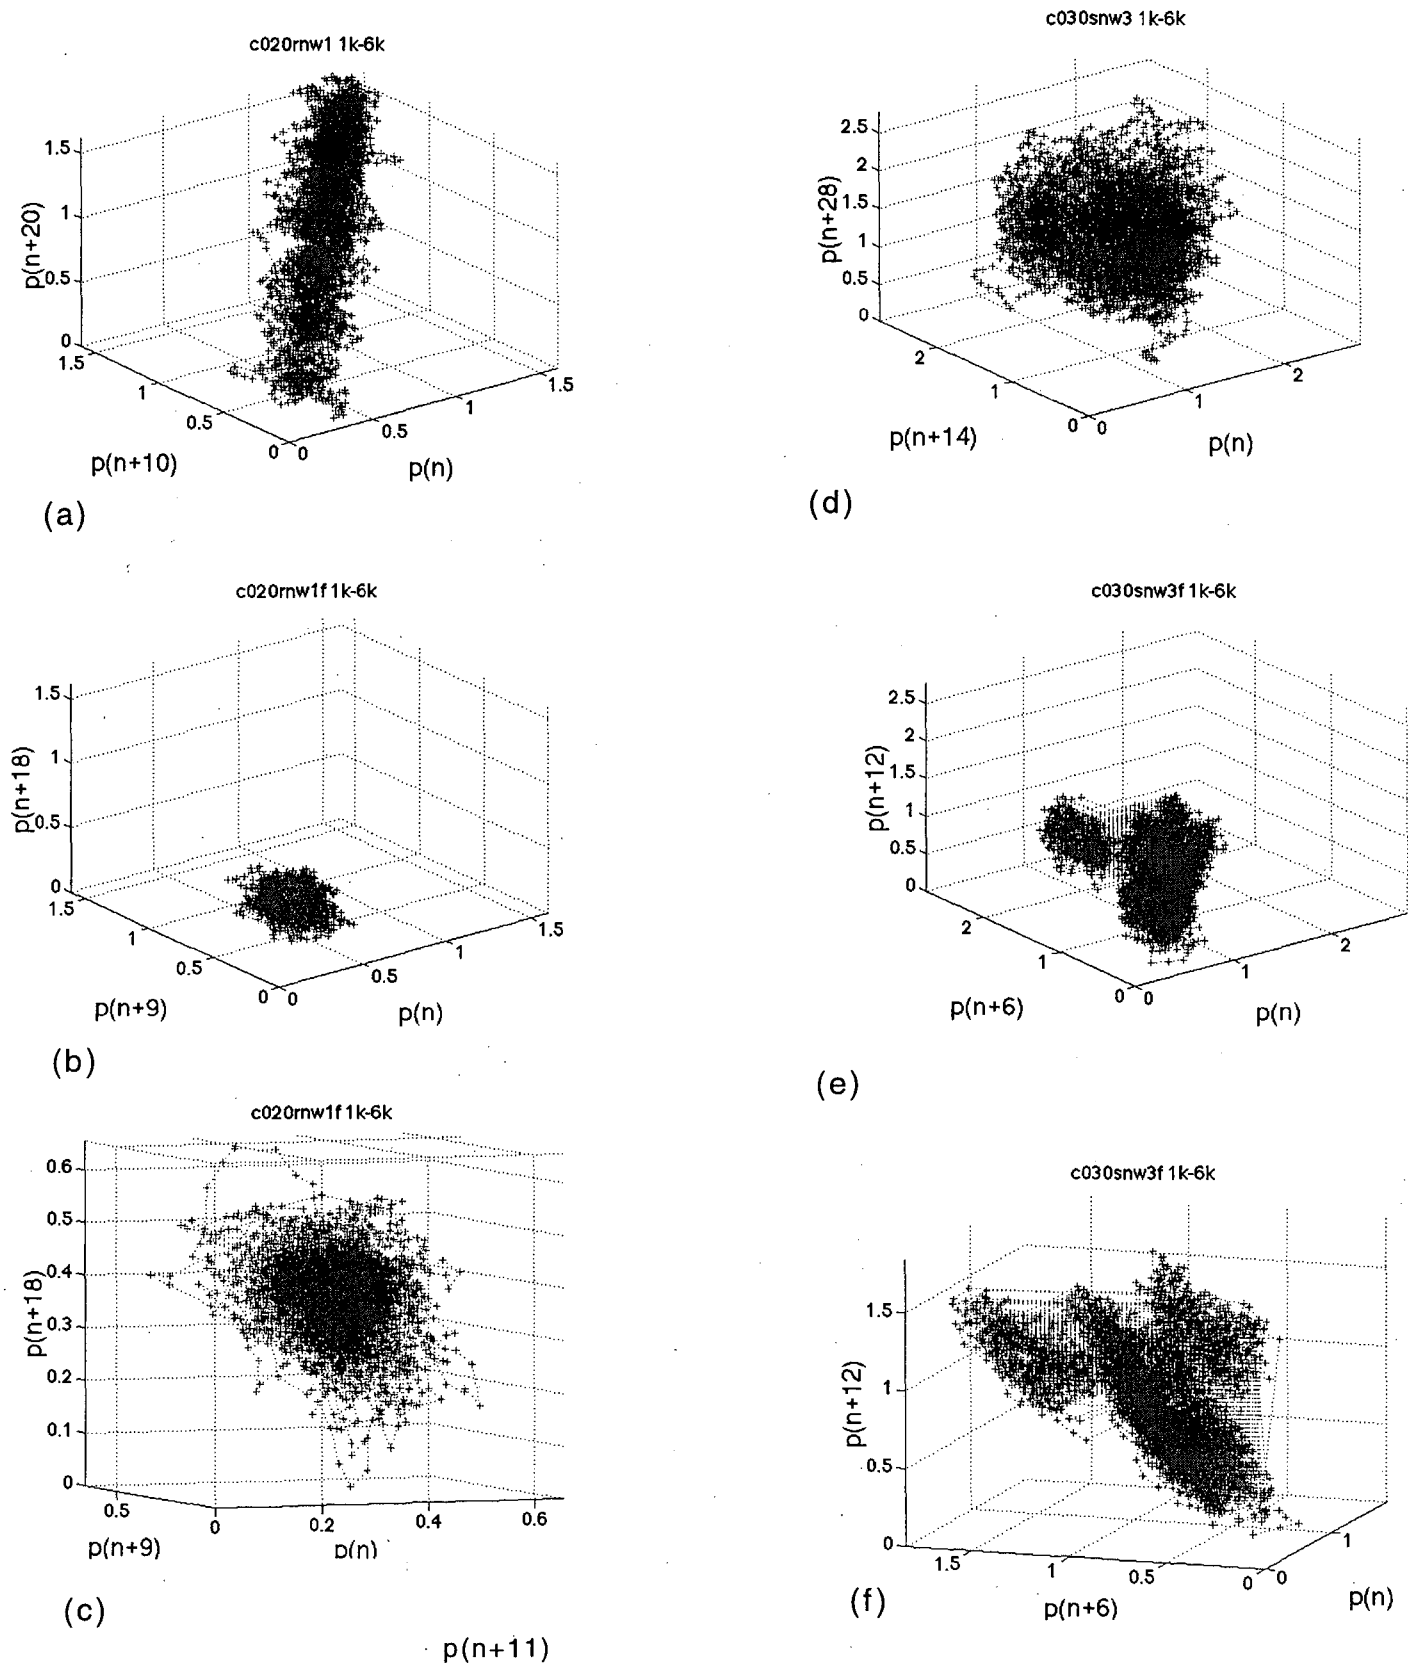 c020rnw1 1k-6k
p(n+20)
1.5
1
0.5
0
1.5
1
0.5
0
0
0.5
1
1.5
p(n+10)
p(n)
(a)
c030snw3 1k-6k
p(n+28)
2.5
2
1.5
1
0.5
0
2
1
0
0
1
2
p(n+14)
p(n)
(d)
c020rnw1f 1k-6k
p(n+18)
1.5
1
0.5
0
1.5
1
0.5
0
0
0.5
1
1.5
p(n+9)
p(n)
(b)
c030snw3f 1k-6k
p(n+12)
2.5
2
1.5
1
0.5
0
2
1
0
0
1
2
p(n+6)
p(n)
(e)
c020rnw1f 1k-6k
p(n+18)
0.6
0.5
0.4
0.3
0.2
0.1
0
0.5
0
0.2
0.4
0.6
p(n+9)
p(n)
(c)
p(n+11)
c030snw3f 1k-6k
p(n+12)
1.5
1
0.5
0
1.5
1
0.5
0
0
1
p(n+6)
p(n)
(f)